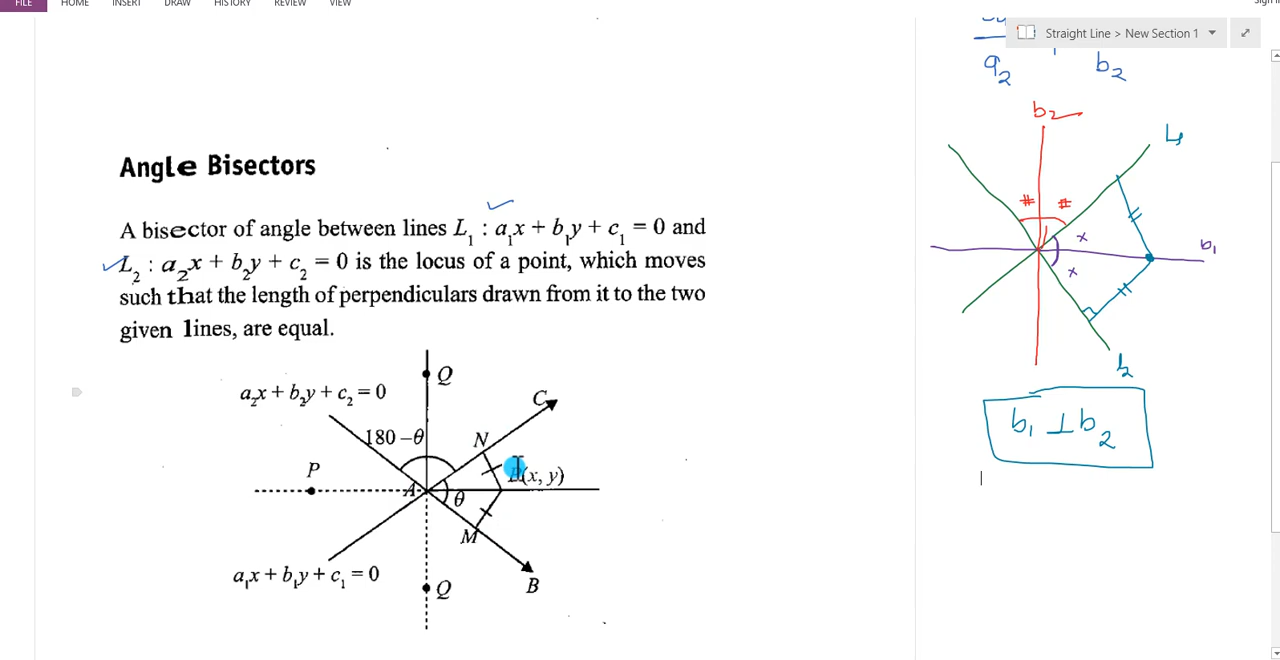 FILE HOME INSERT DRAW HISTORY REVIEW VIEW
Straight Line > New Section 1
a₂ b₂
Angle Bisectors
A bisector of angle between lines L₁ : a₁x + b₁y + c₁ = 0 and
L₂ : a₂x + b₂y + c₂ = 0 is the locus of a point, which moves
such that the length of perpendiculars drawn from it to the two
given lines, are equal.
a₂x + b₂y + c₂ = 0
Q
C
180 – θ
N
P
(x, y)
A
θ
M
a₁x + b₁y + c₁ = 0
Q
B
b₂
L₁
# #
x
b₁
x
b₁ ⊥ b₂